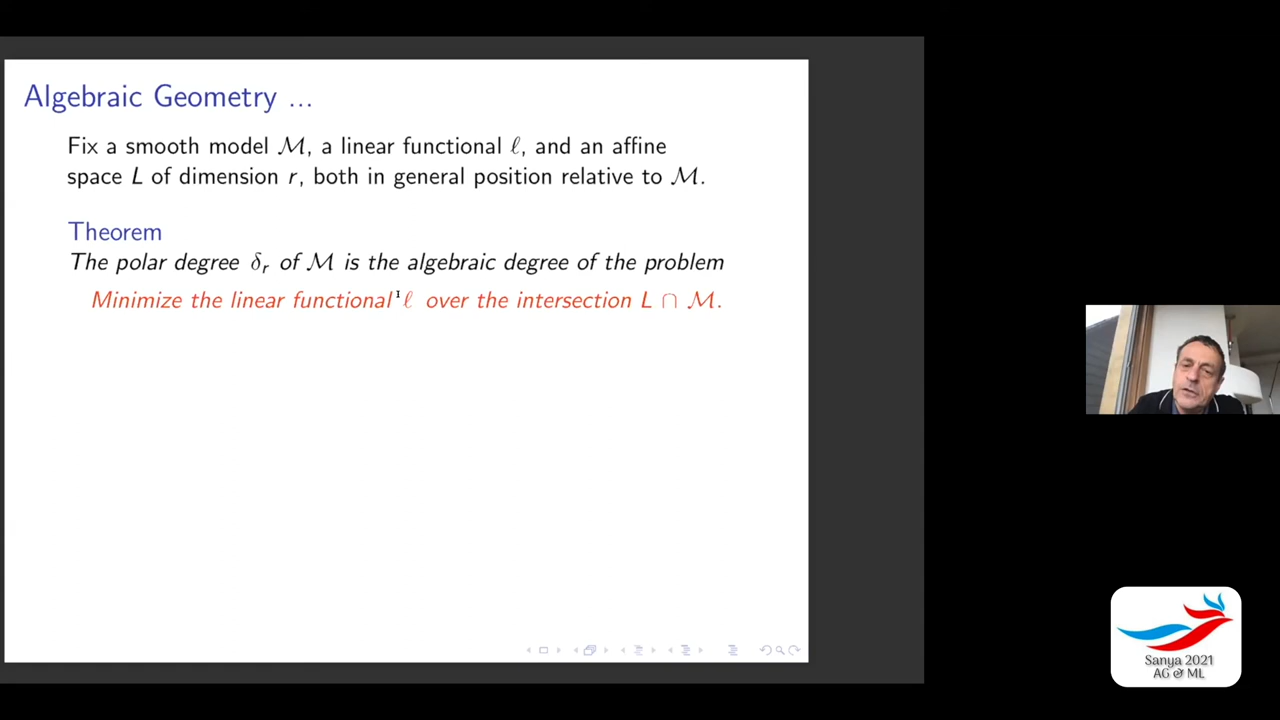 Algebraic Geometry ...
Fix a smooth model ℳ, a linear functional ℓ, and an affine
space L of dimension r, both in general position relative to ℳ.
Theorem
The polar degree δ_r of ℳ is the algebraic degree of the problem
Minimize the linear functional ℓ over the intersection L ∩ ℳ.
Sanya 2021
AG & ML